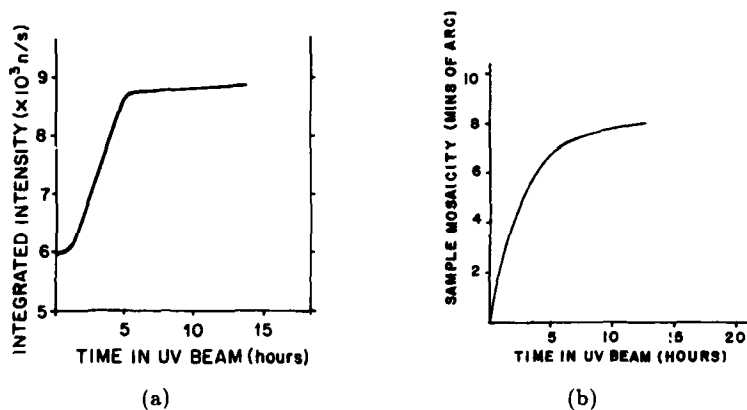 INTEGRATED INTENSITY (×10³ n/s)
9
8
7
6
5
5 10 15
TIME IN UV BEAM (hours)
(a)
SAMPLE MOSAICITY (MINS OF ARC)
10
8
6
4
2
5 10 15 20
TIME IN UV BEAM (HOURS)
(b)